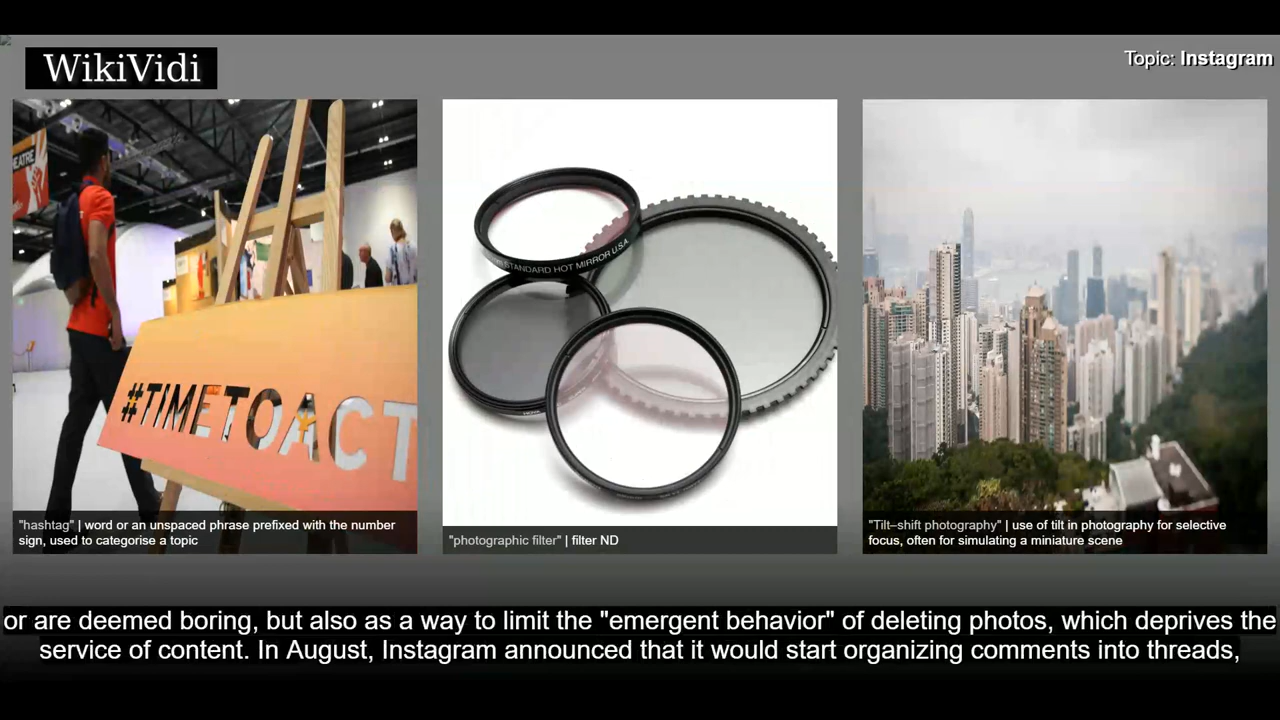 WikiVidi
Topic: Instagram
EATRE
#TIMETOACT
"hashtag" | word or an unspaced phrase prefixed with the number
sign, used to categorise a topic
STANDARD HOT MIRROR U.S.A.
"photographic filter" | filter ND
"Tilt–shift photography" | use of tilt in photography for selective
focus, often for simulating a miniature scene
or are deemed boring, but also as a way to limit the "emergent behavior" of deleting photos, which deprives the
service of content. In August, Instagram announced that it would start organizing comments into threads,